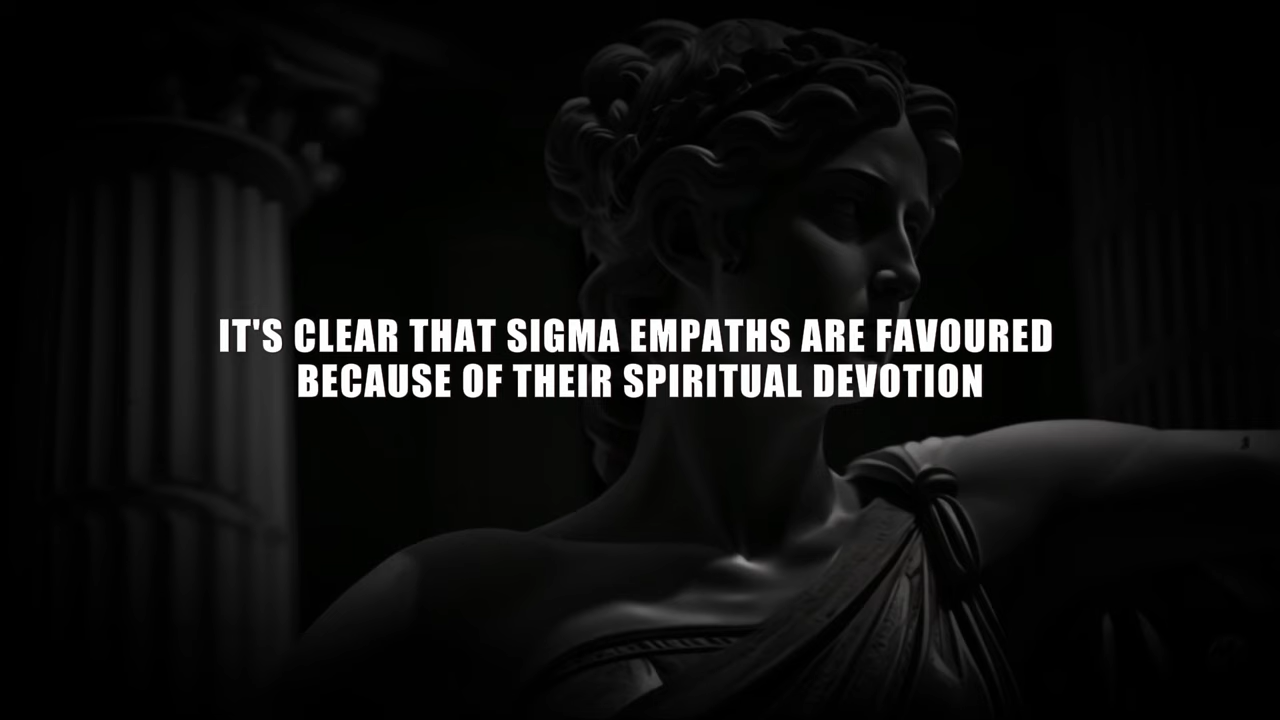 IT'S CLEAR THAT SIGMA EMPATHS ARE FAVOURED
BECAUSE OF THEIR SPIRITUAL DEVOTION